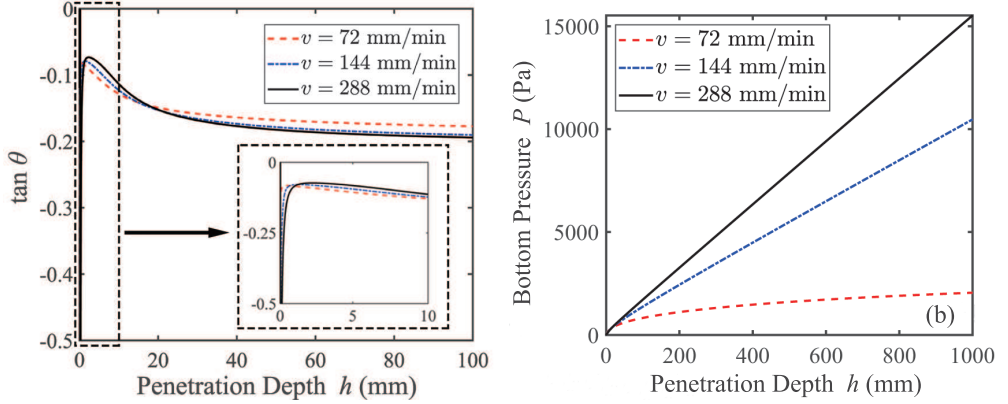 0
-0.1
-0.2
-0.3
-0.4
-0.5
tan θ
v = 72 mm/min
v = 144 mm/min
v = 288 mm/min
0
-0.25
-0.5
0
5
10
0
20
40
60
80
100
Penetration Depth h (mm)
15000
10000
5000
0
Bottom Pressure P (Pa)
v = 72 mm/min
v = 144 mm/min
v = 288 mm/min
(b)
0
200
400
600
800
1000
Penetration Depth h (mm)